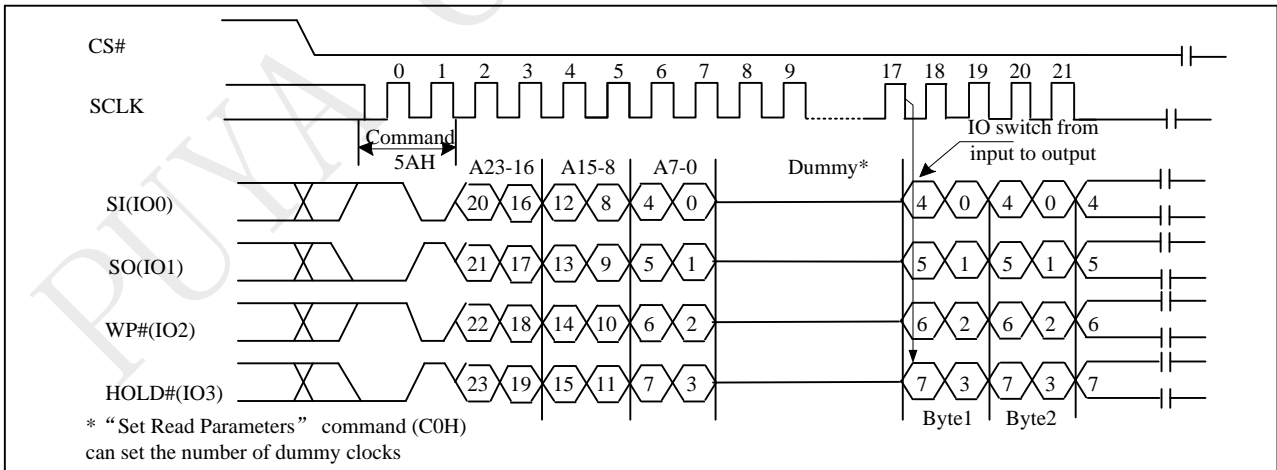 PUYA
CS#
0 1 2 3 4 5 6 7 8 9 17 18 19 20 21
SCLK
Command
5AH
IO switch from
input to output
A23-16 A15-8 A7-0 Dummy*
SI(IO0) 20 16 12 8 4 0 4 0 4 0 4
SO(IO1) 21 17 13 9 5 1 5 1 5 1 5
WP#(IO2) 22 18 14 10 6 2 6 2 6 2 6
HOLD#(IO3) 23 19 15 11 7 3 7 3 7 3 7
Byte1 Byte2
* “Set Read Parameters” command (C0H)
can set the number of dummy clocks